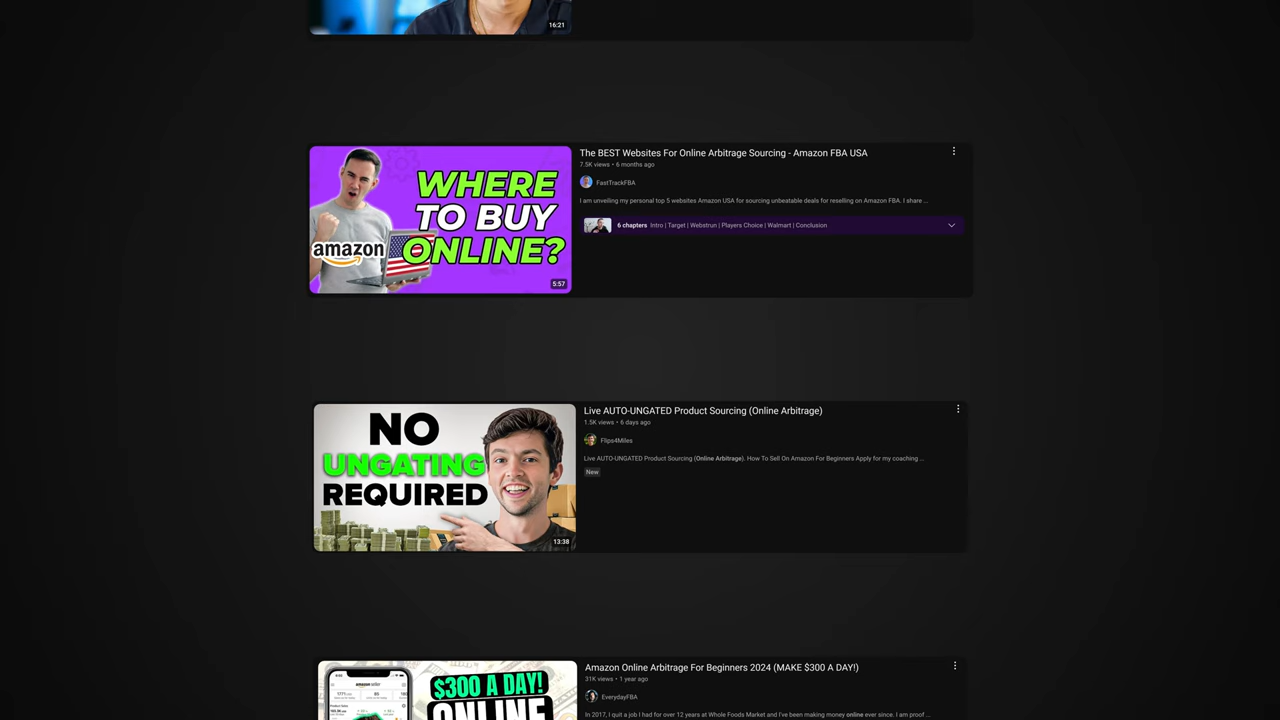 16:21
WHERE
TO BUY
ONLINE?
amazon
5:57
The BEST Websites For Online Arbitrage Sourcing - Amazon FBA USA
7.5K views • 6 months ago
FastTrackFBA
I am unveiling my personal top 5 websites Amazon USA for sourcing unbeatable deals for reselling on Amazon FBA. I share ...
6 chapters Intro | Target | Webstrun | Players Choice | Walmart | Conclusion
NO
UNGATING
REQUIRED
13:38
Live AUTO-UNGATED Product Sourcing (Online Arbitrage)
1.5K views • 6 days ago
Flips4Miles
Live AUTO-UNGATED Product Sourcing (Online Arbitrage). How To Sell On Amazon For Beginners Apply for my coaching ...
New
$300 A DAY!
ONLINE
amazon seller
Amazon Online Arbitrage For Beginners 2024 (MAKE $300 A DAY!)
31K views • 1 year ago
EverydayFBA
In 2017, I quit a job I had for over 12 years at Whole Foods Market and I've been making money online ever since. I am proof ...